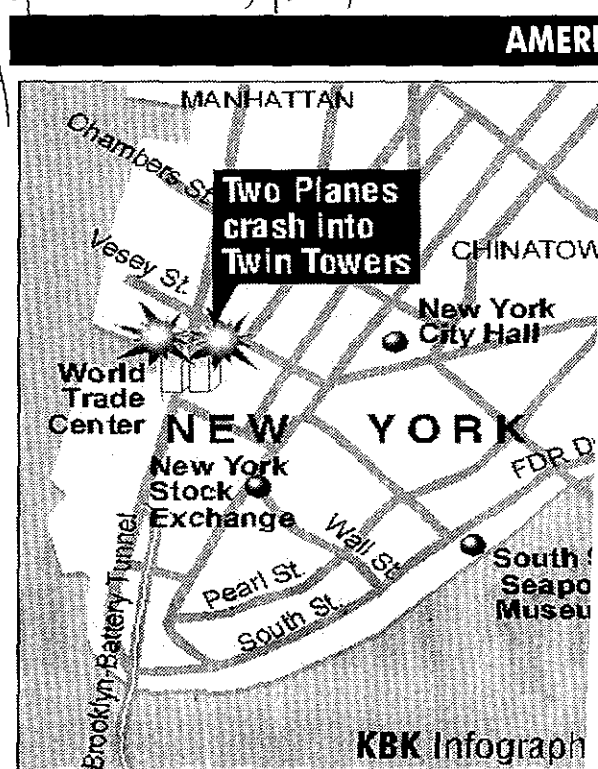 AMERI
MANHATTAN
Chambers St.
Two Planes
crash into
Twin Towers
Vesey St.
CHINATOW
New York
City Hall
World
Trade
Center
NEW YORK
FDR D
New York
Stock
Exchange
Wall St.
South S
Seapo
Museu
Pearl St.
South St.
Brooklyn-Battery Tunnel
KBK Infograph